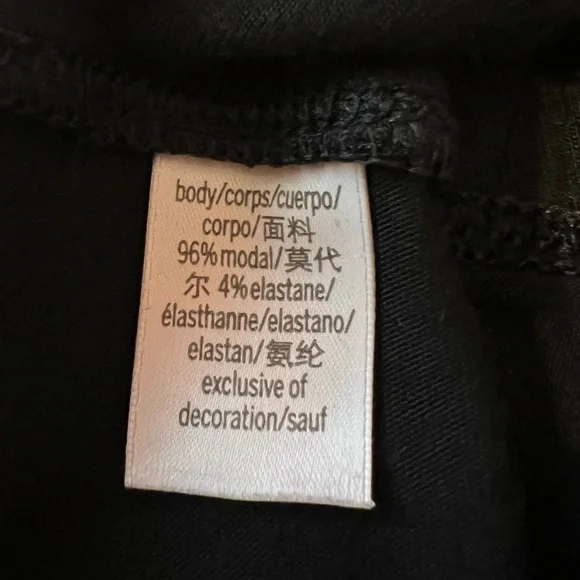 body/corps/cuerpo/
corpo/面料
96% modal/莫代
尔 4% elastane/
élasthanne/elastano/
elastan/氨纶
exclusive of
decoration/sauf